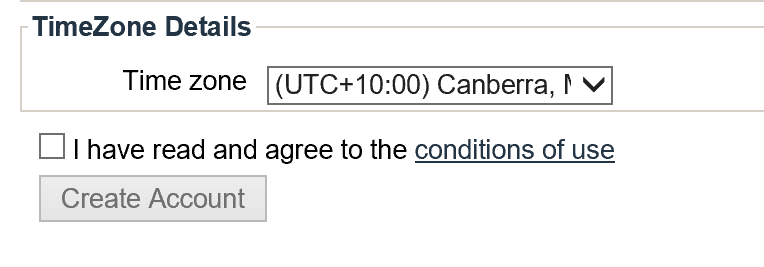 TimeZone Details
Time zone (UTC+10:00) Canberra,
I have read and agree to the conditions of use
Create Account